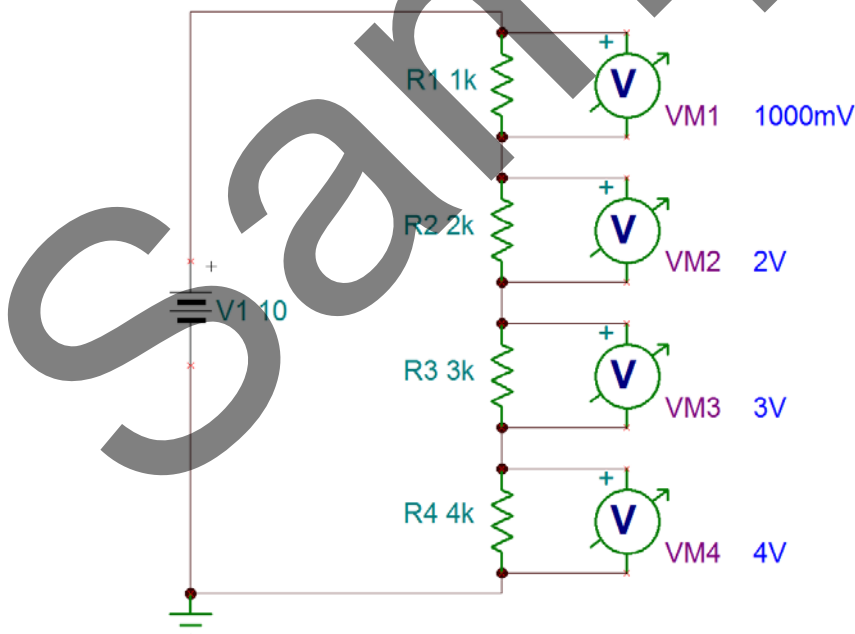 R1 1k
+
V
VM1 1000mV
R2 2k
+
V
VM2 2V
+
V1 10
R3 3k
+
V
VM3 3V
R4 4k
+
V
VM4 4V